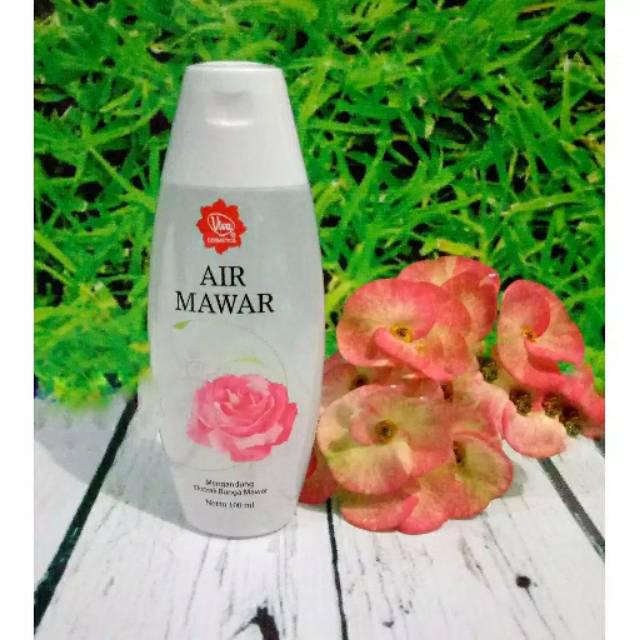 Viva
COSMETICS
AIR
MAWAR
Mengandung
Ekstrak Bunga Mawar
Netto 100 ml